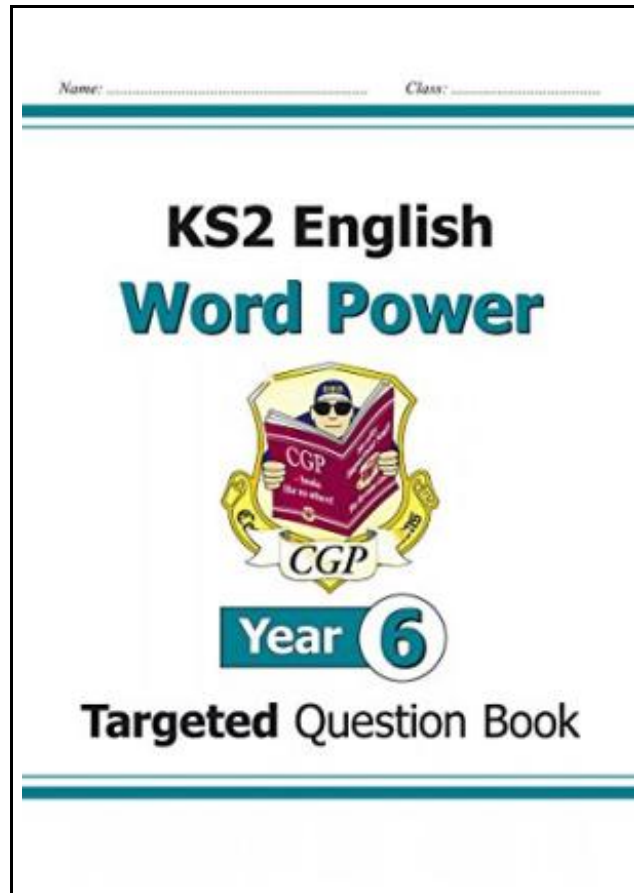 Name: ........................ Class: ........................
KS2 English
Word Power
CGP
CGP
Year 6
Targeted Question Book